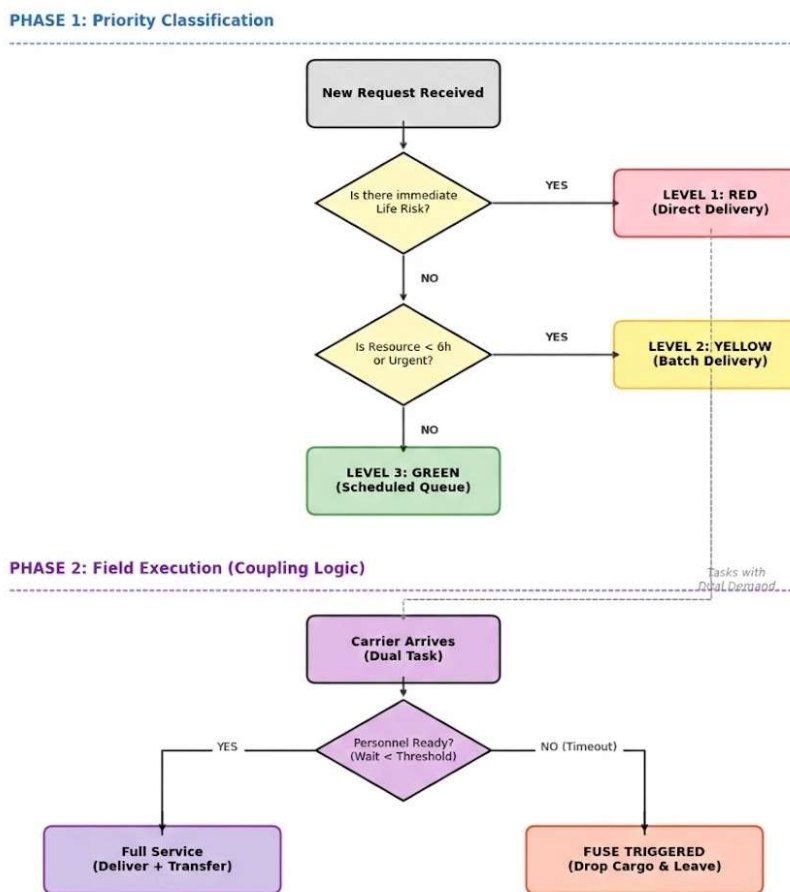 PHASE 1: Priority Classification
New Request Received
Is there immediate
Life Risk?
YES
LEVEL 1: RED
(Direct Delivery)
NO
Is Resource < 6h
or Urgent?
YES
LEVEL 2: YELLOW
(Batch Delivery)
NO
LEVEL 3: GREEN
(Scheduled Queue)
PHASE 2: Field Execution (Coupling Logic)
Tasks with
Dual Demand
Carrier Arrives
(Dual Task)
Personnel Ready?
(Wait < Threshold)
YES
NO (Timeout)
Full Service
(Deliver + Transfer)
FUSE TRIGGERED
(Drop Cargo & Leave)